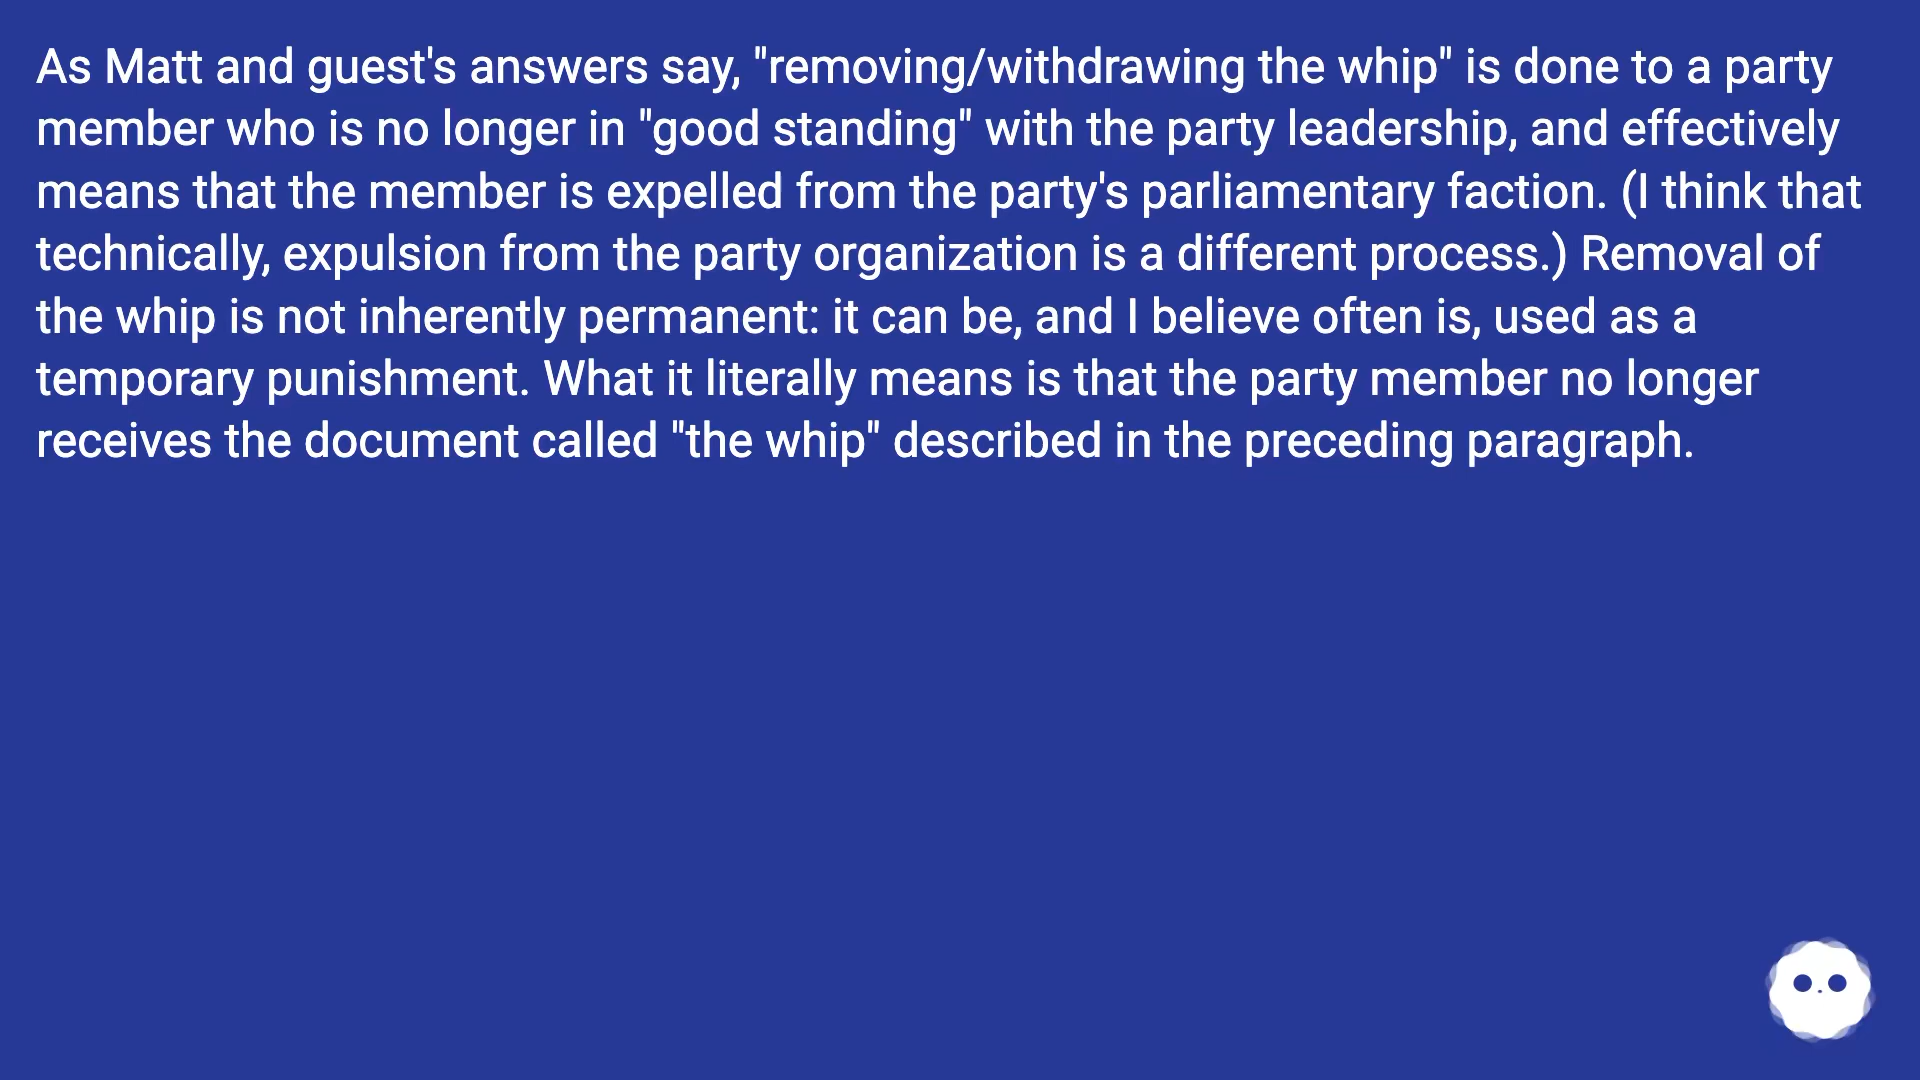 As Matt and guest's answers say, "removing/withdrawing the whip" is done to a party
member who is no longer in "good standing" with the party leadership, and effectively
means that the member is expelled from the party's parliamentary faction. (I think that
technically, expulsion from the party organization is a different process.) Removal of
the whip is not inherently permanent: it can be, and I believe often is, used as a
temporary punishment. What it literally means is that the party member no longer
receives the document called "the whip" described in the preceding paragraph.